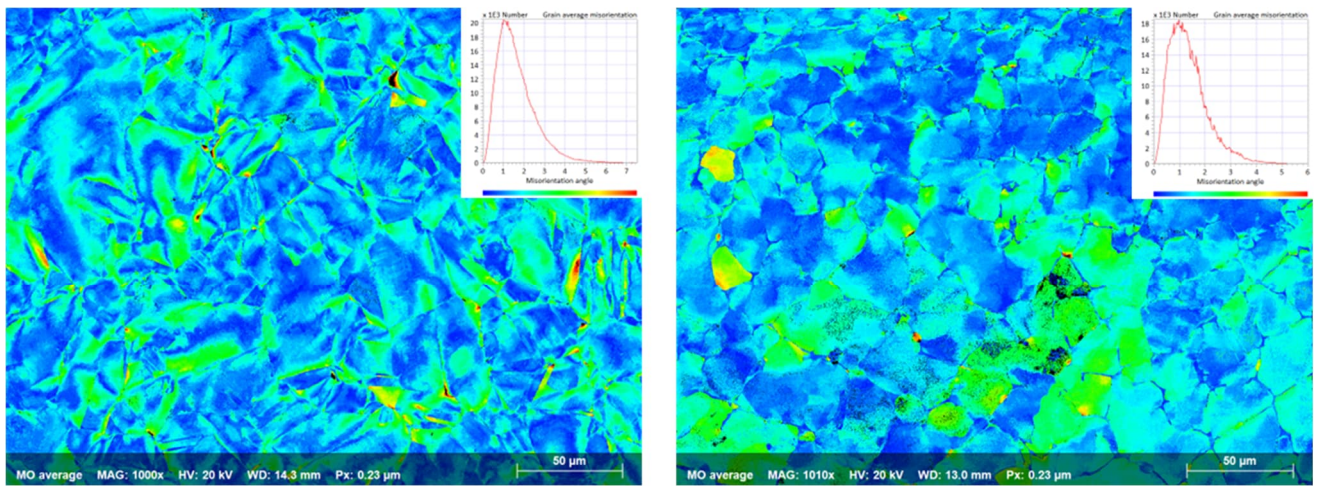 x 1E3 Number Grain average misorientation
20
18
16
14
12
10
8
6
4
2
0
0 1 2 3 4 5 6 7
Misorientation angle
MO average MAG: 1000x HV: 20 kV WD: 14.3 mm Px: 0.23 µm
50 µm
x 1E3 Number Grain average misorientation
18
16
14
12
10
8
6
4
2
0
0 1 2 3 4 5 6
Misorientation angle
MO average MAG: 1010x HV: 20 kV WD: 13.0 mm Px: 0.23 µm
50 µm